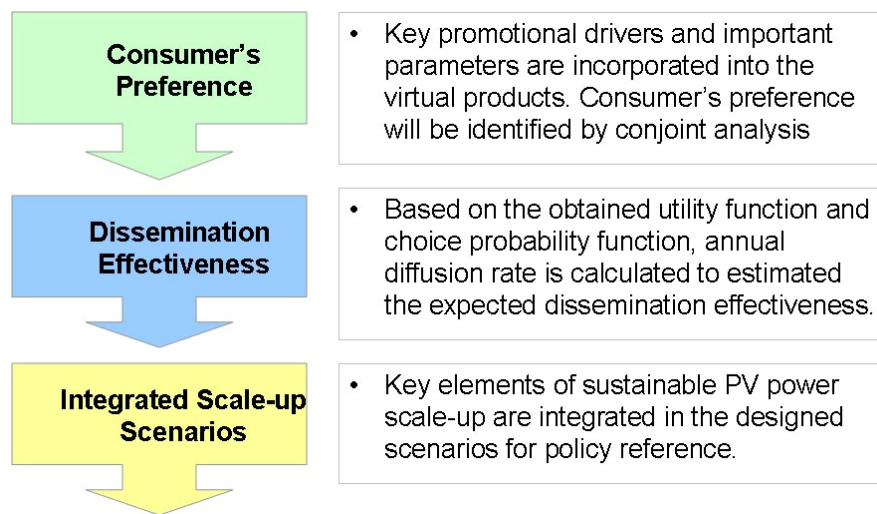 Consumer's
Preference
• Key promotional drivers and important
parameters are incorporated into the
virtual products. Consumer's preference
will be identified by conjoint analysis
Dissemination
Effectiveness
• Based on the obtained utility function and
choice probability function, annual
diffusion rate is calculated to estimated
the expected dissemination effectiveness.
Integrated Scale-up
Scenarios
• Key elements of sustainable PV power
scale-up are integrated in the designed
scenarios for policy reference.